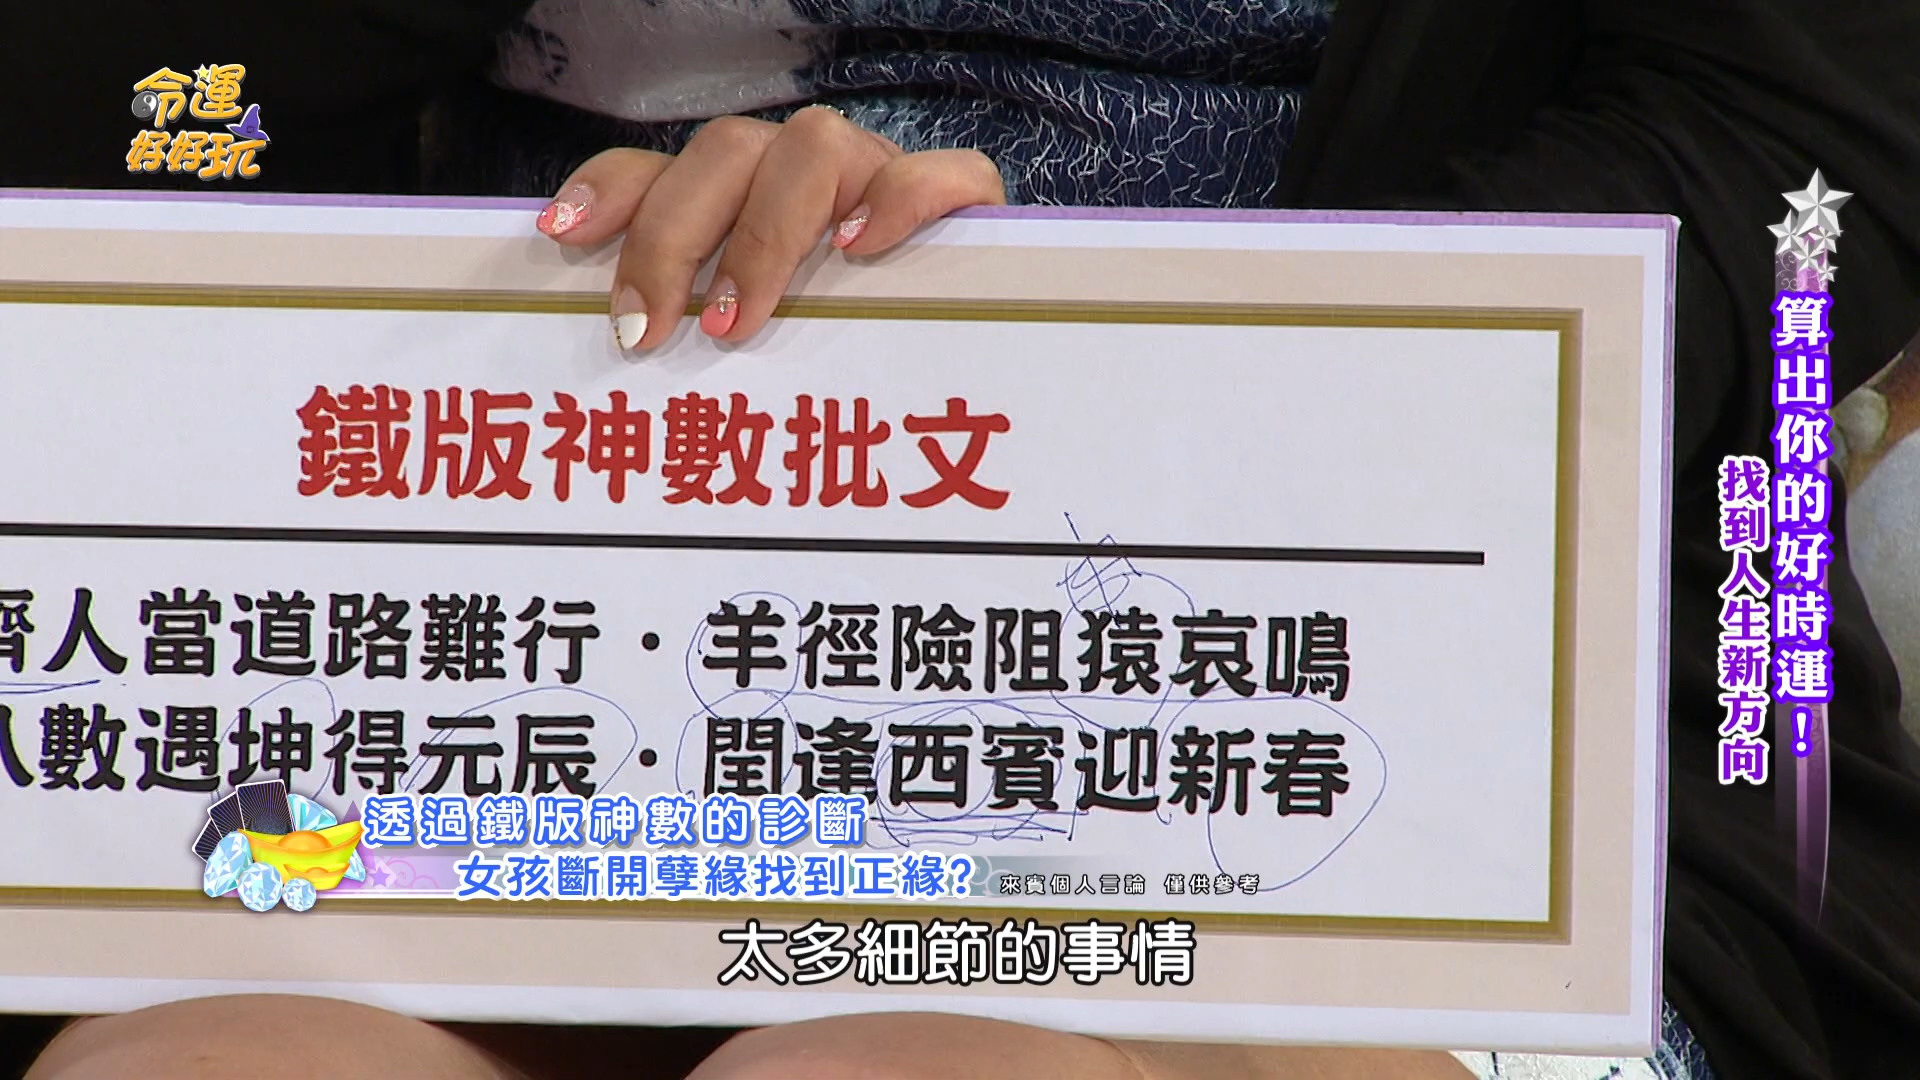 命運
好好玩
算出你的好時運！
找到人生新方向
鐵版神數批文
人當道路難行・羊徑險阻猿哀鳴
八數遇坤得元辰・閏逢西賓迎新春
透過鐵版神數的診斷
女孩斷開孽緣找到正緣?
來賓個人言論 僅供參考
太多細節的事情